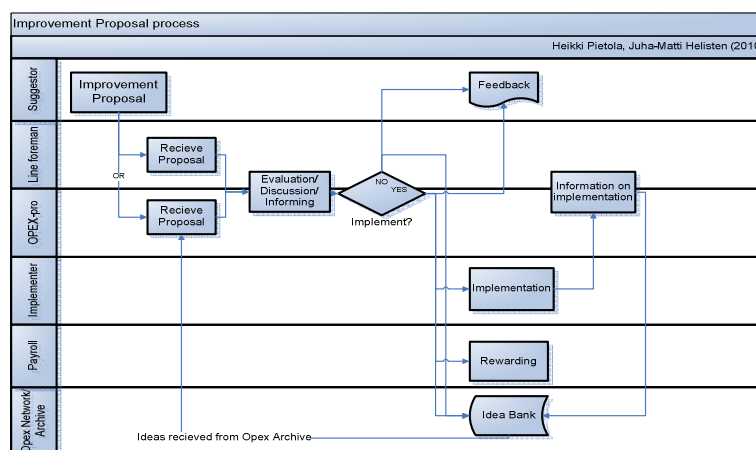 Improvement Proposal process
Heikki Pietola, Juha-Matti Helisten (2010
Suggestor
Improvement
Proposal
Feedback
Line foreman
Recieve
Proposal
OR
Evaluation/
Discussion/
Informing
NO
YES
Implement?
Information on
implementation
OPEX-pro
Recieve
Proposal
Implementer
Implementation
Payroll
Rewarding
Opex Network/
Archive
Idea Bank
Ideas recieved from Opex Archive